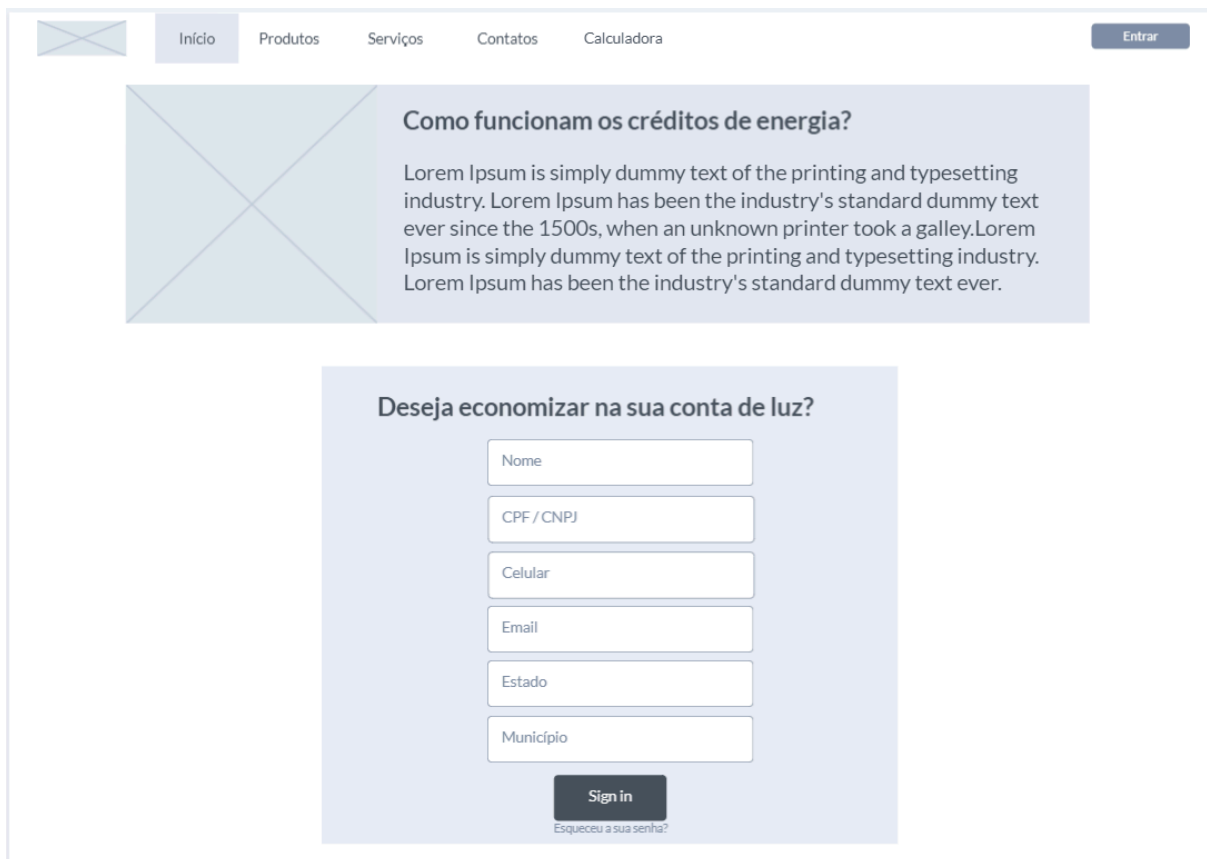 Início
Produtos
Serviços
Contatos
Calculadora
Entrar
Como funcionam os créditos de energia?
Lorem Ipsum is simply dummy text of the printing and typesetting
industry. Lorem Ipsum has been the industry's standard dummy text
ever since the 1500s, when an unknown printer took a galley.Lorem
Ipsum is simply dummy text of the printing and typesetting industry.
Lorem Ipsum has been the industry's standard dummy text ever.
Deseja economizar na sua conta de luz?
Nome
CPF / CNPJ
Celular
Email
Estado
Município
Sign in
Esqueceu a sua senha?